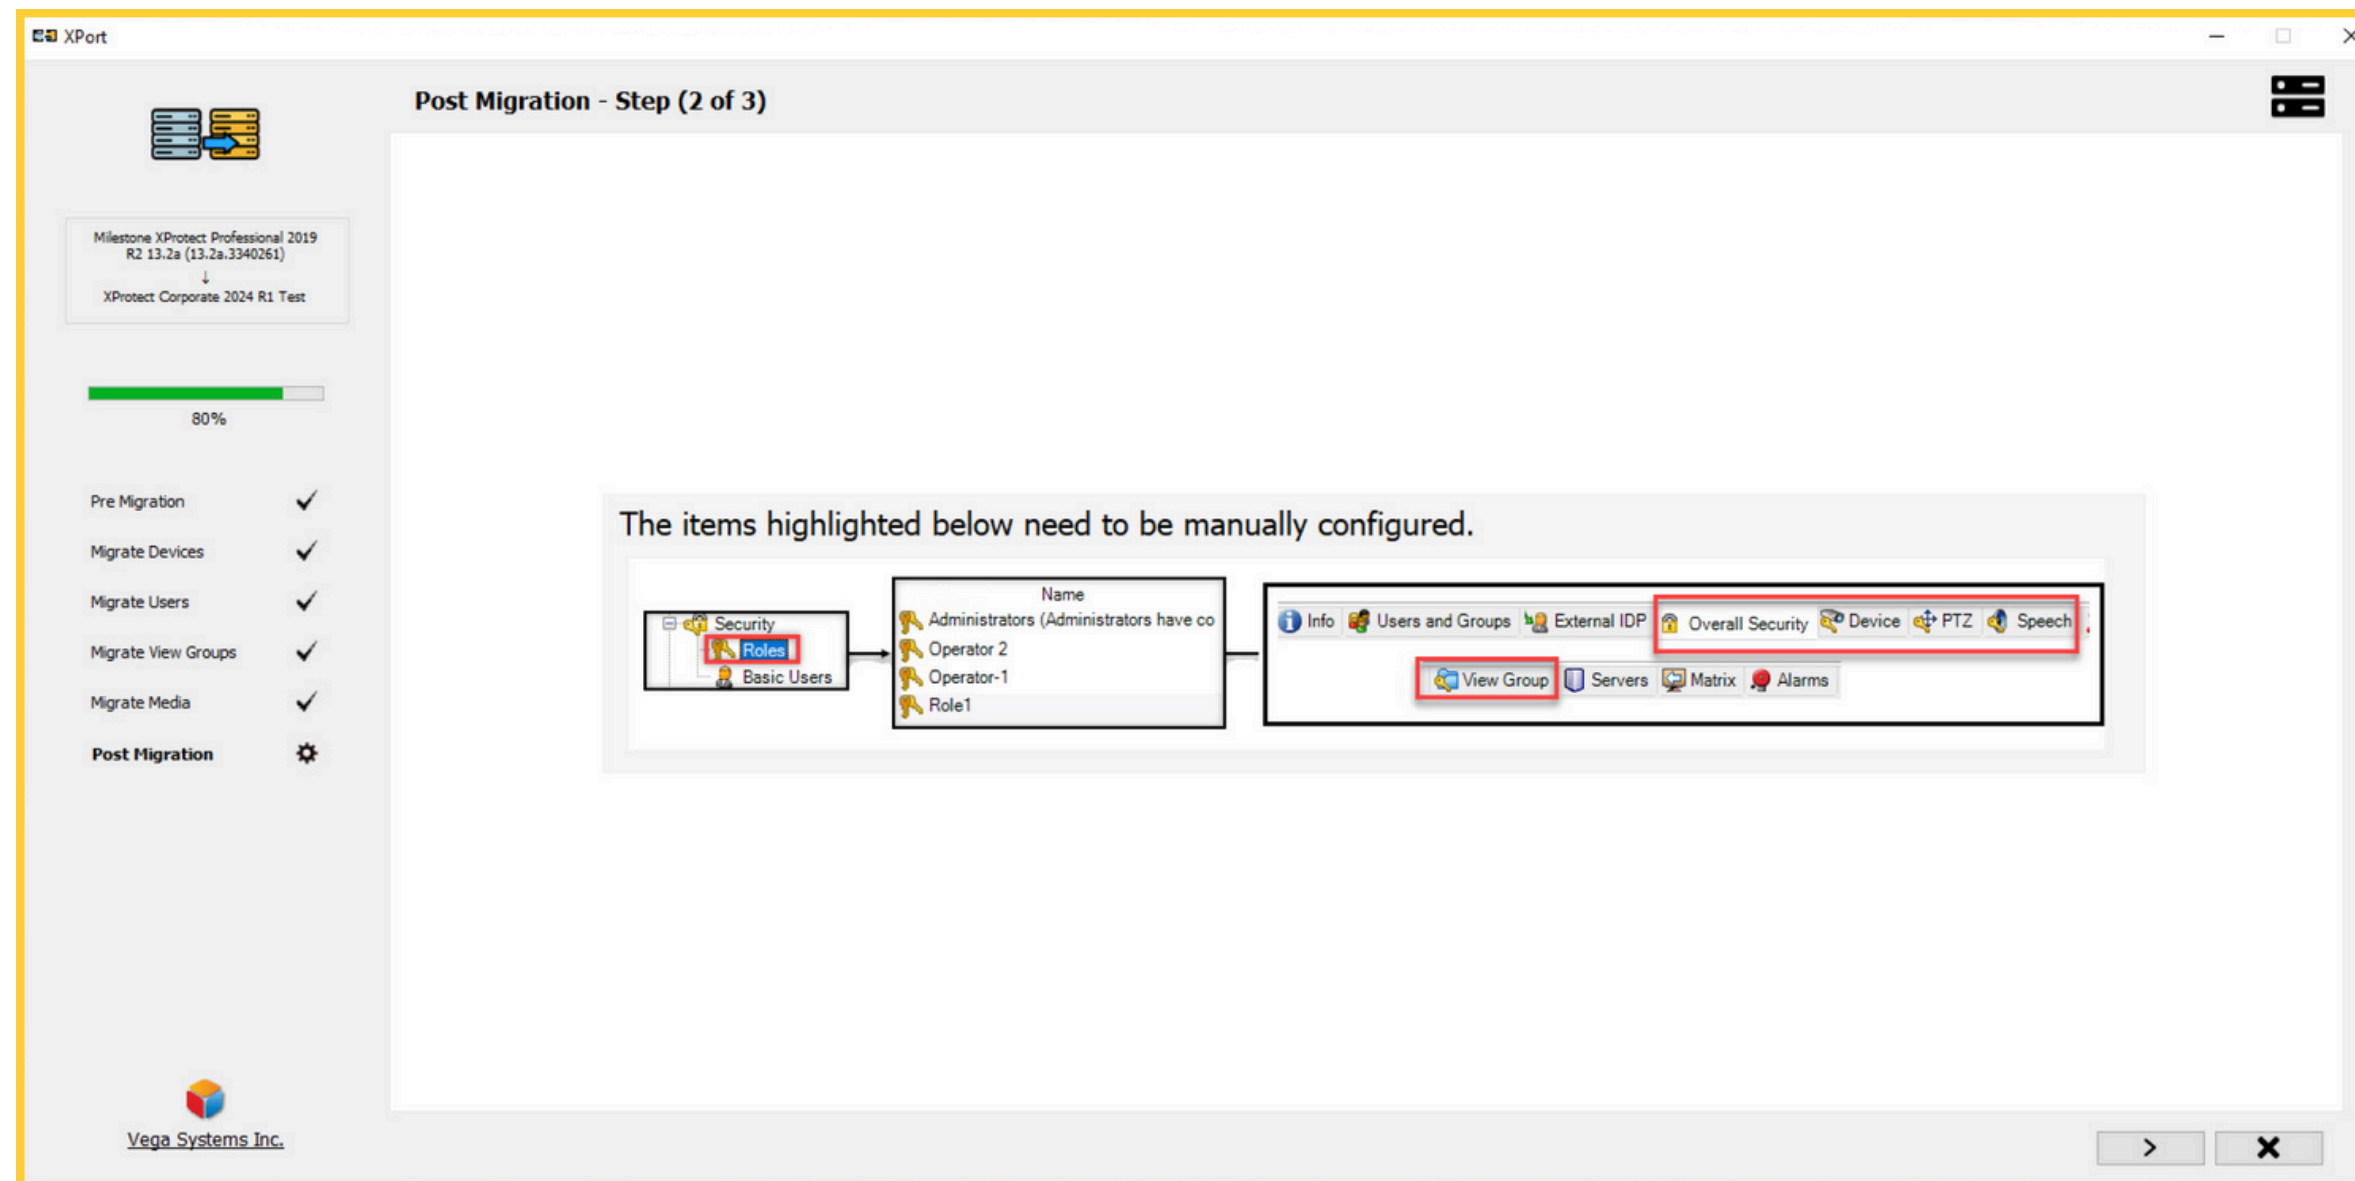 XPort
Post Migration - Step (2 of 3)
Milestone XProtect Professional 2019
R2 13.2a (13.2a.3340261)
↓
XProtect Corporate 2024 R1 Test
80%
Pre Migration
Migrate Devices
Migrate Users
Migrate View Groups
Migrate Media
Post Migration
Vega Systems Inc.
The items highlighted below need to be manually configured.
Security
Roles
Basic Users
Name
Administrators (Administrators have co
Operator 2
Operator-1
Role1
Info Users and Groups External IDP Overall Security Device PTZ Speech
View Group Servers Matrix Alarms